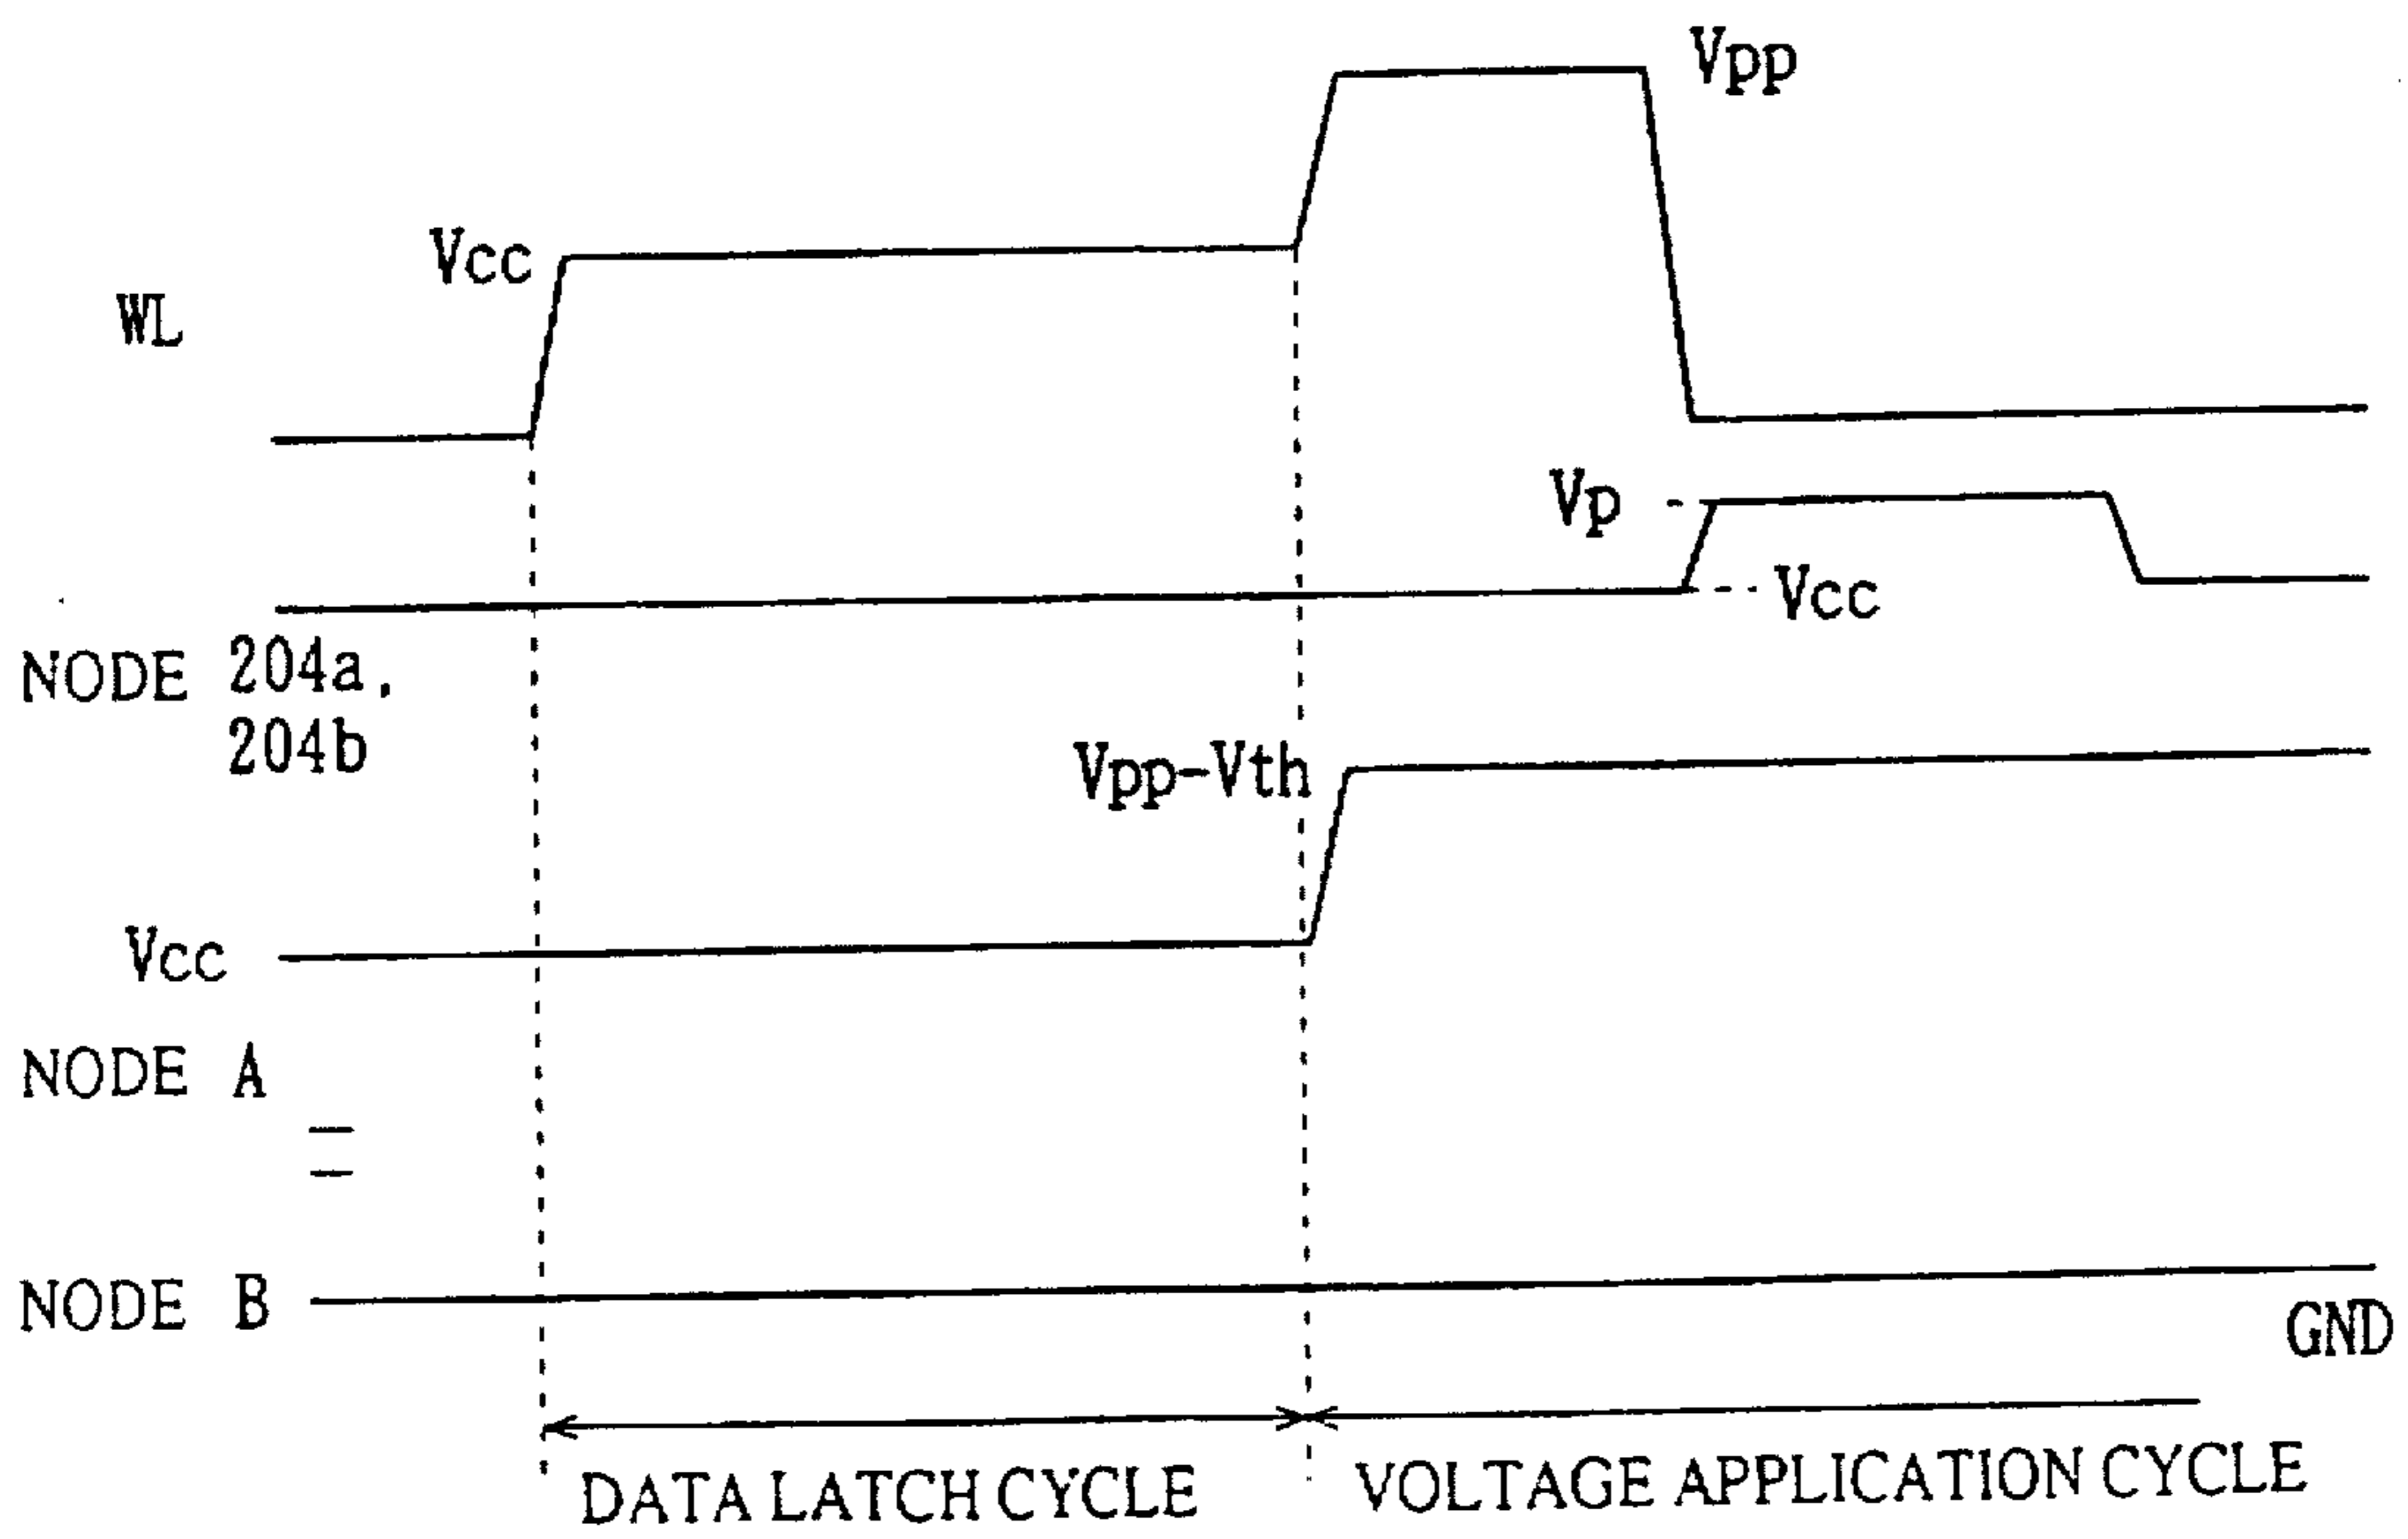 Vpp
Vcc
WL
Vp
Vcc
NODE 204a,
204b
Vpp-Vth
Vcc
NODE A
NODE B
GND
DATA LATCH CYCLE
VOLTAGE APPLICATION CYCLE